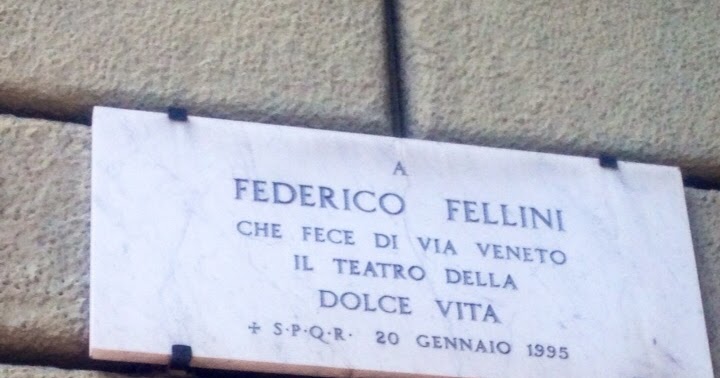 A
FEDERICO FELLINI
CHE FECE DI VIA VENETO
IL TEATRO DELLA
DOLCE VITA
✢ S·P·Q·R· 20 GENNAIO 1995